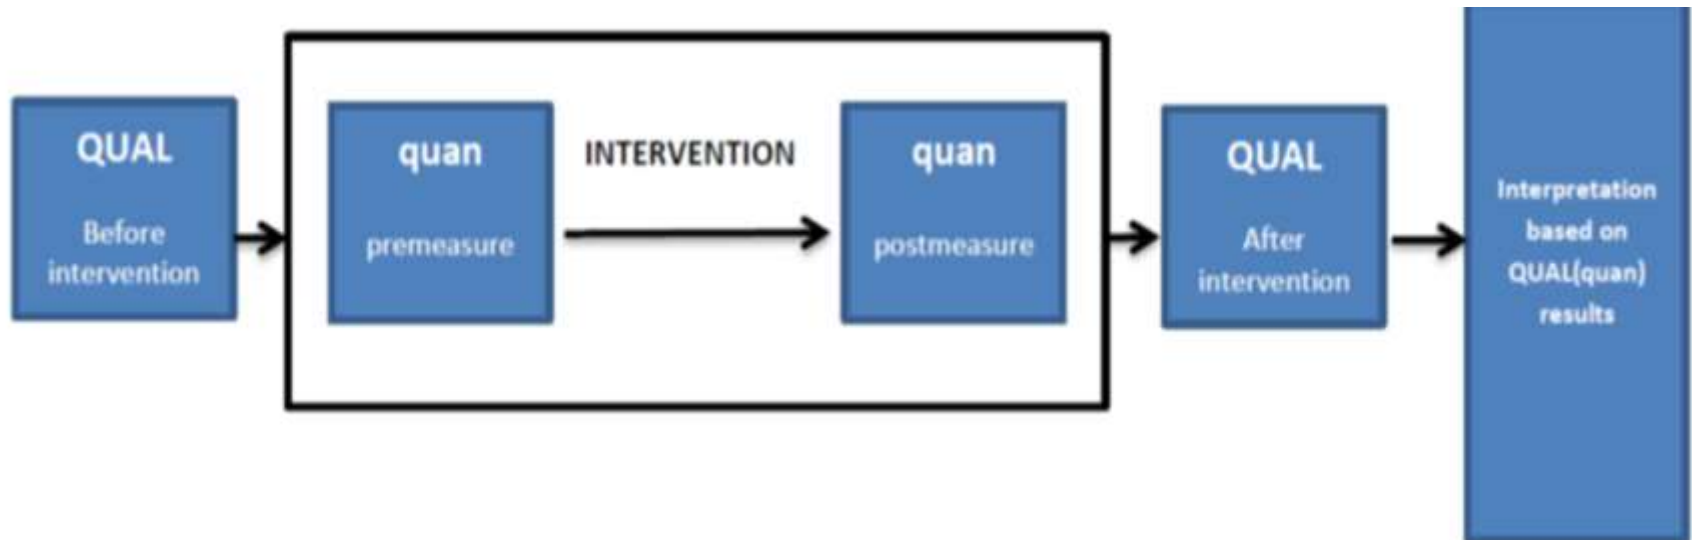 QUAL
Before
intervention
quan
premeasure
INTERVENTION
quan
postmeasure
QUAL
After
intervention
Interpretation
based on
QUAL(quan)
results